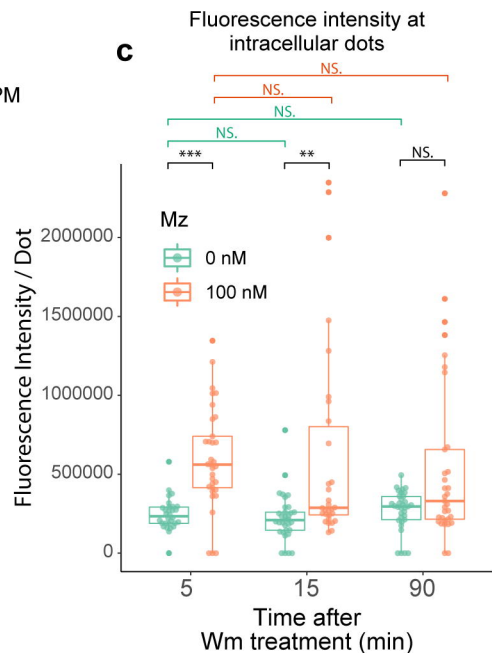 Fluorescence intensity at
intracellular dots
c
PM
NS.
NS.
NS.
NS.
*** ** NS.
Mz
0 nM
100 nM
Fluorescence Intensity / Dot
2000000
1500000
1000000
500000
0
5 15 90
Time after
Wm treatment (min)